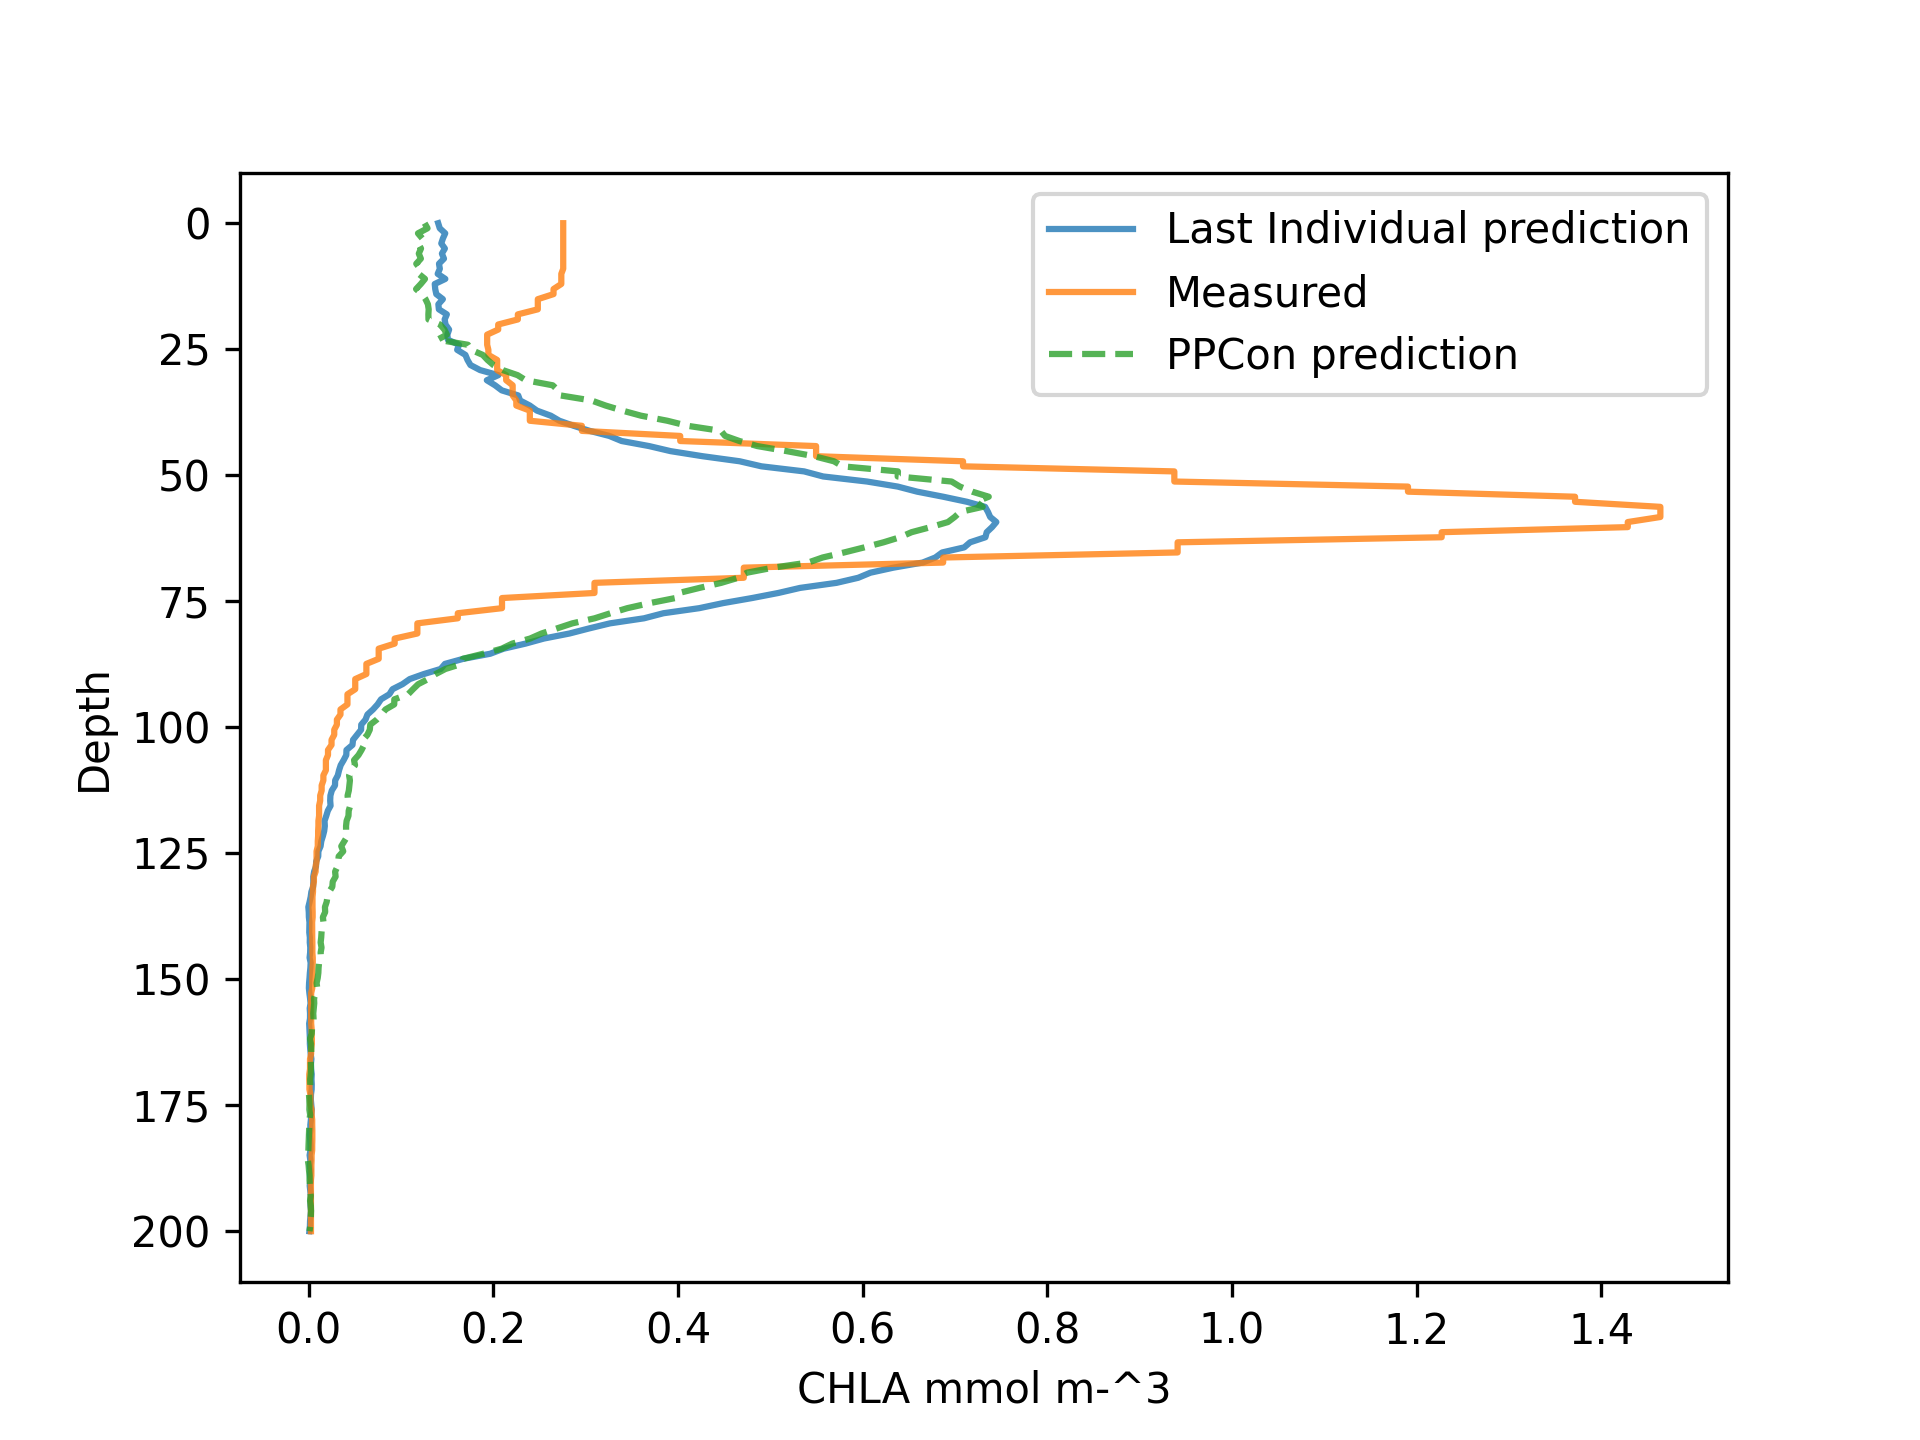 Last Individual prediction
Measured
PPCon prediction
0
25
50
75
100
125
150
175
200
Depth
0.0 0.2 0.4 0.6 0.8 1.0 1.2 1.4
CHLA mmol m-^3